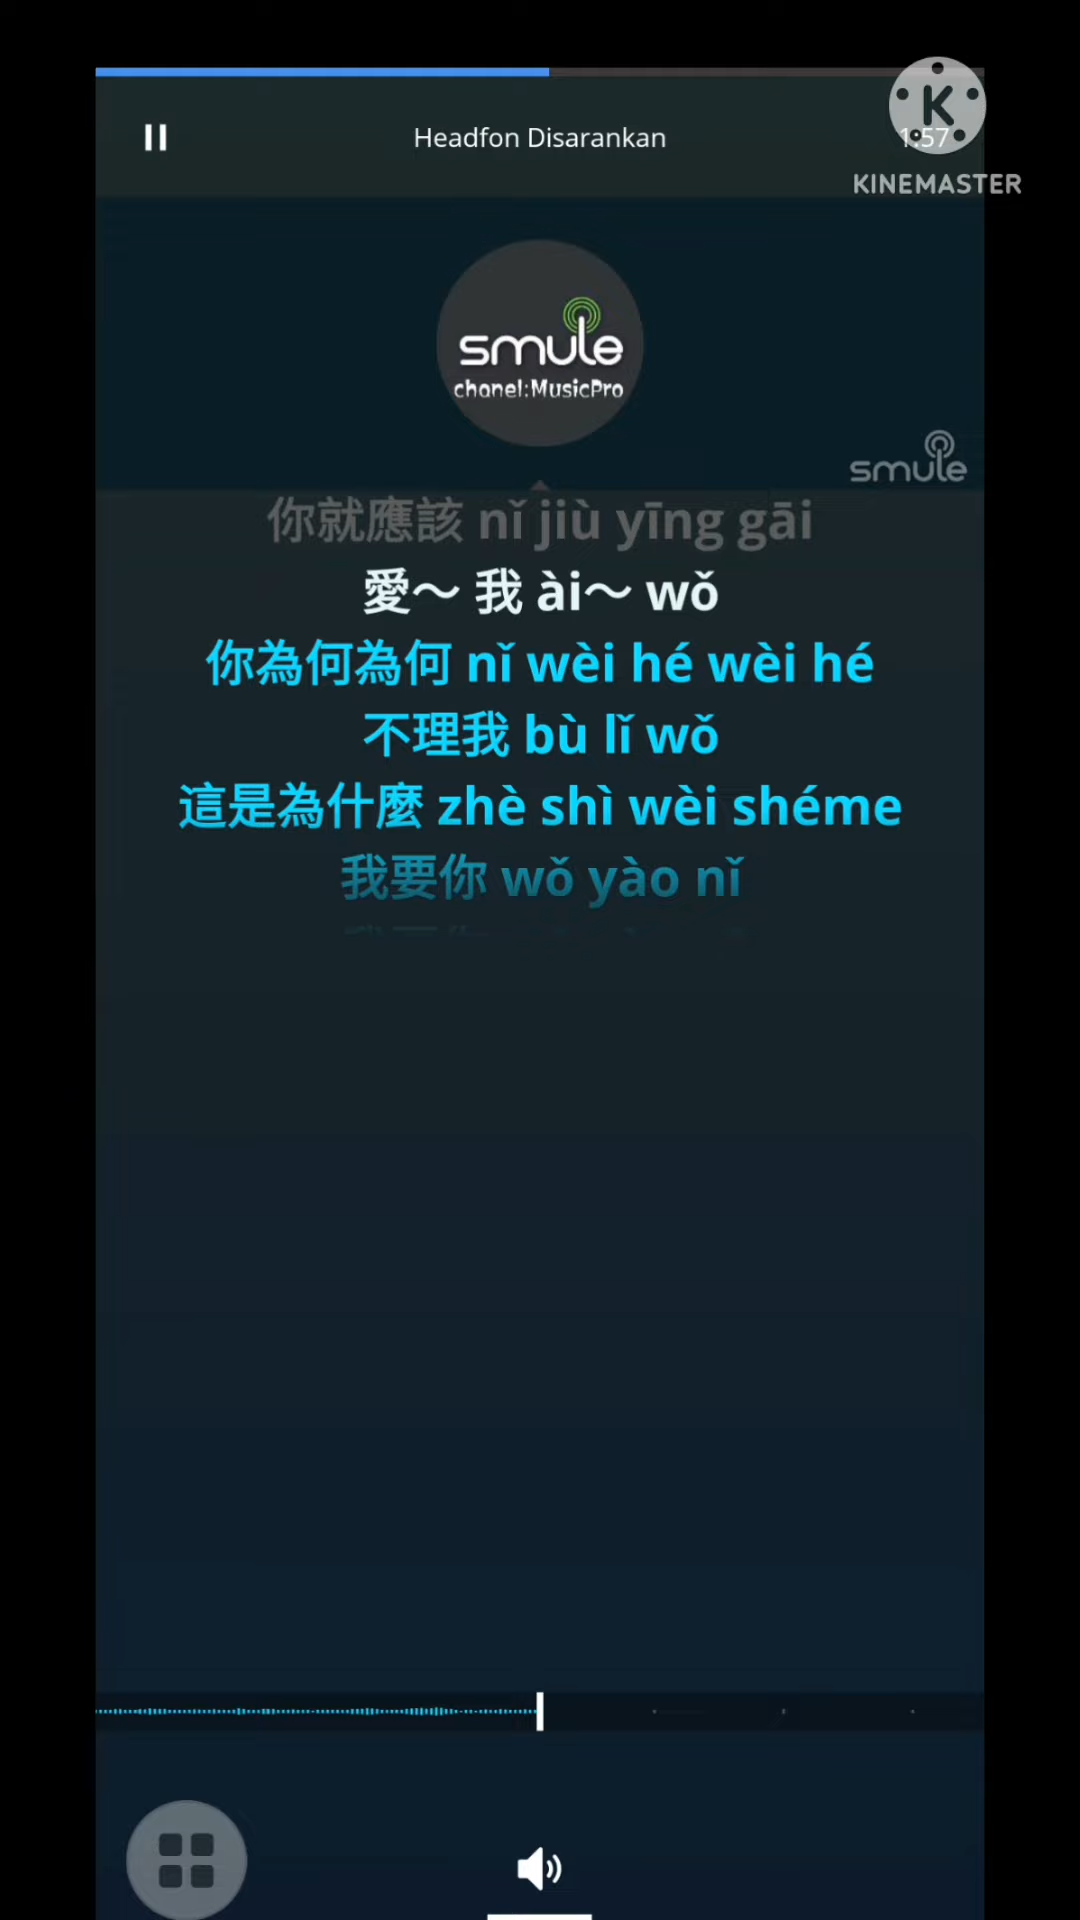 Headfon Disarankan
1:57
KINEMASTER
smule
chanel:MusicPro
smule
你就應該 nǐ jiù yīng gāi
愛～ 我 ài～ wǒ
你為何為何 nǐ wèi hé wèi hé
不理我 bù lǐ wǒ
這是為什麼 zhè shì wèi shéme
我要你 wǒ yào nǐ